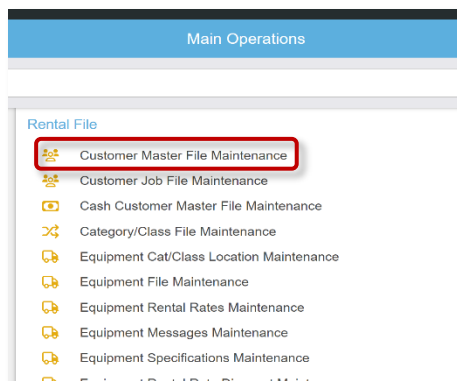 Main Operations
Rental File
Customer Master File Maintenance
Customer Job File Maintenance
Cash Customer Master File Maintenance
Category/Class File Maintenance
Equipment Cat/Class Location Maintenance
Equipment File Maintenance
Equipment Rental Rates Maintenance
Equipment Messages Maintenance
Equipment Specifications Maintenance